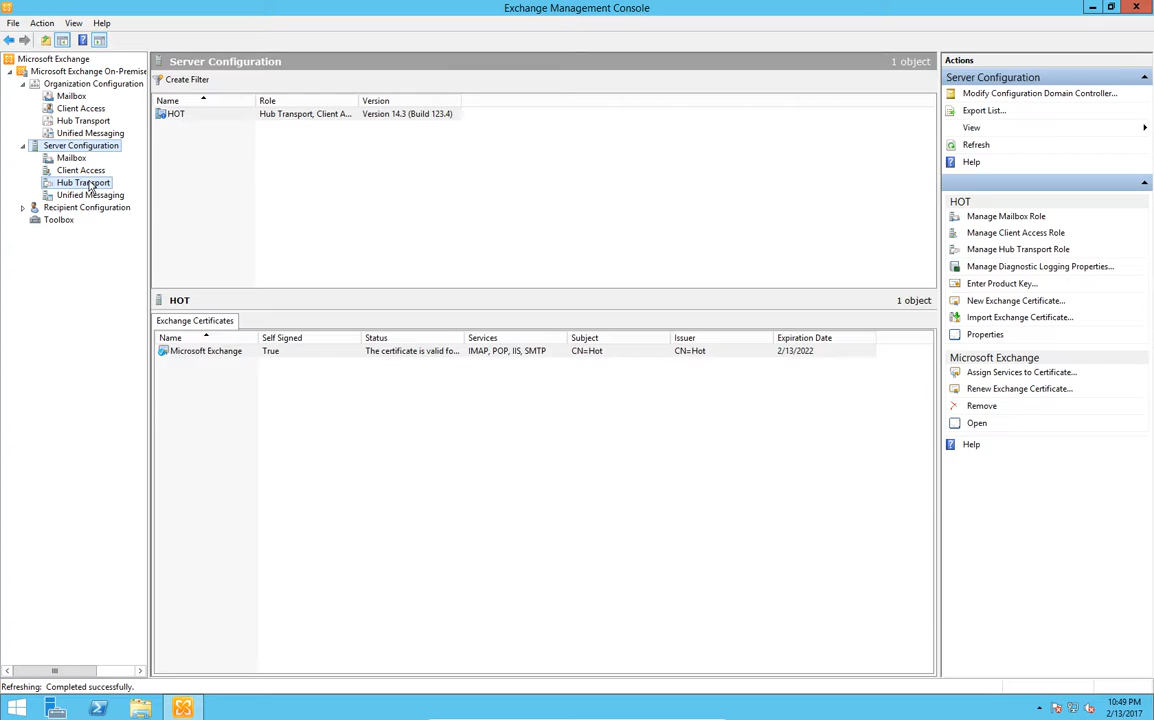 Exchange Management Console
File Action View Help
Microsoft Exchange
Microsoft Exchange On-Premise
Organization Configuration
Mailbox
Client Access
Hub Transport
Unified Messaging
Server Configuration
Mailbox
Client Access
Hub Transport
Unified Messaging
Recipient Configuration
Toolbox
Server Configuration 1 object
Create Filter
Name Role Version
HOT Hub Transport, Client A... Version 14.3 (Build 123.4)
HOT 1 object
Exchange Certificates
Name Self Signed Status Services Subject Issuer Expiration Date
Microsoft Exchange True The certificate is valid fo... IMAP, POP, IIS, SMTP CN=Hot CN=Hot 2/13/2022
Actions
Server Configuration
Modify Configuration Domain Controller...
Export List...
View
Refresh
Help
HOT
Manage Mailbox Role
Manage Client Access Role
Manage Hub Transport Role
Manage Diagnostic Logging Properties...
Enter Product Key...
New Exchange Certificate...
Import Exchange Certificate...
Properties
Microsoft Exchange
Assign Services to Certificate...
Renew Exchange Certificate...
Remove
Open
Help
Refreshing: Completed successfully.
10:49 PM
2/13/2017